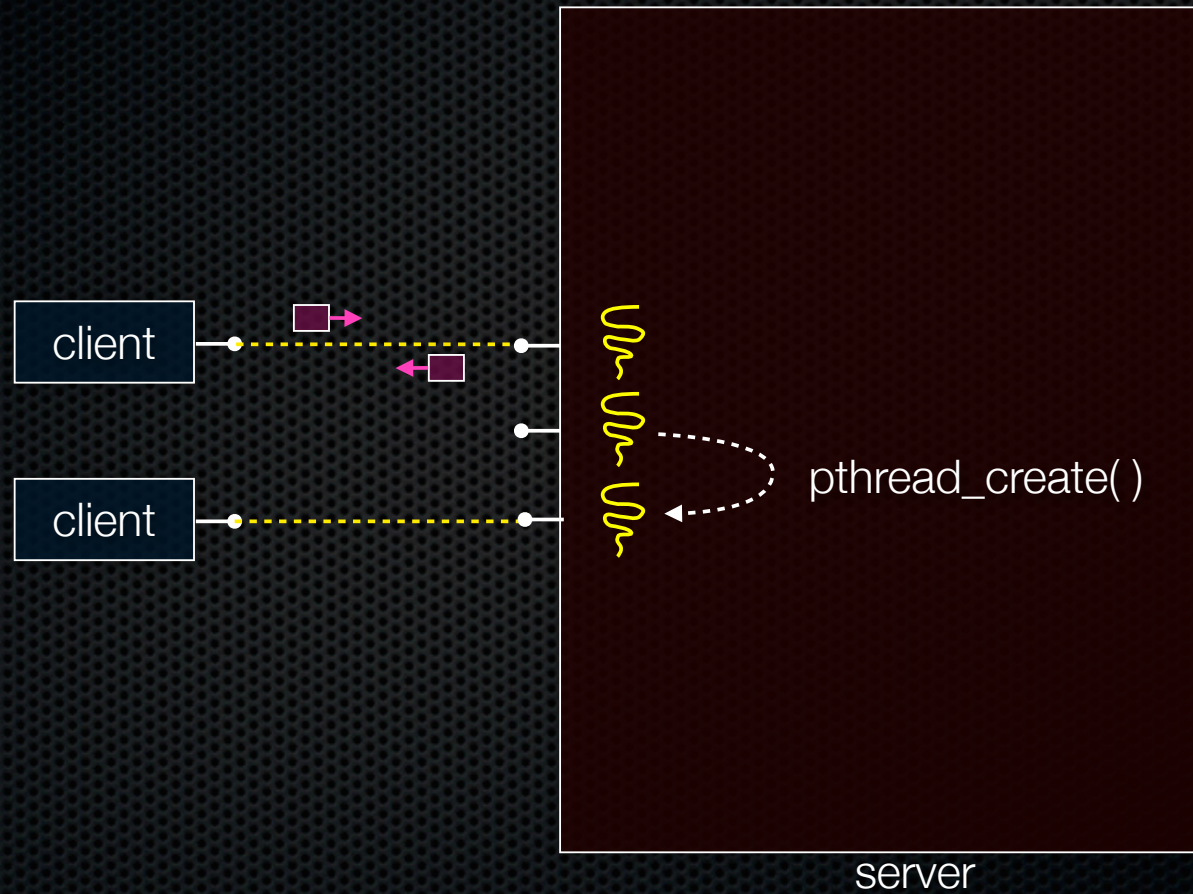 client
pthread_create( )
client
server